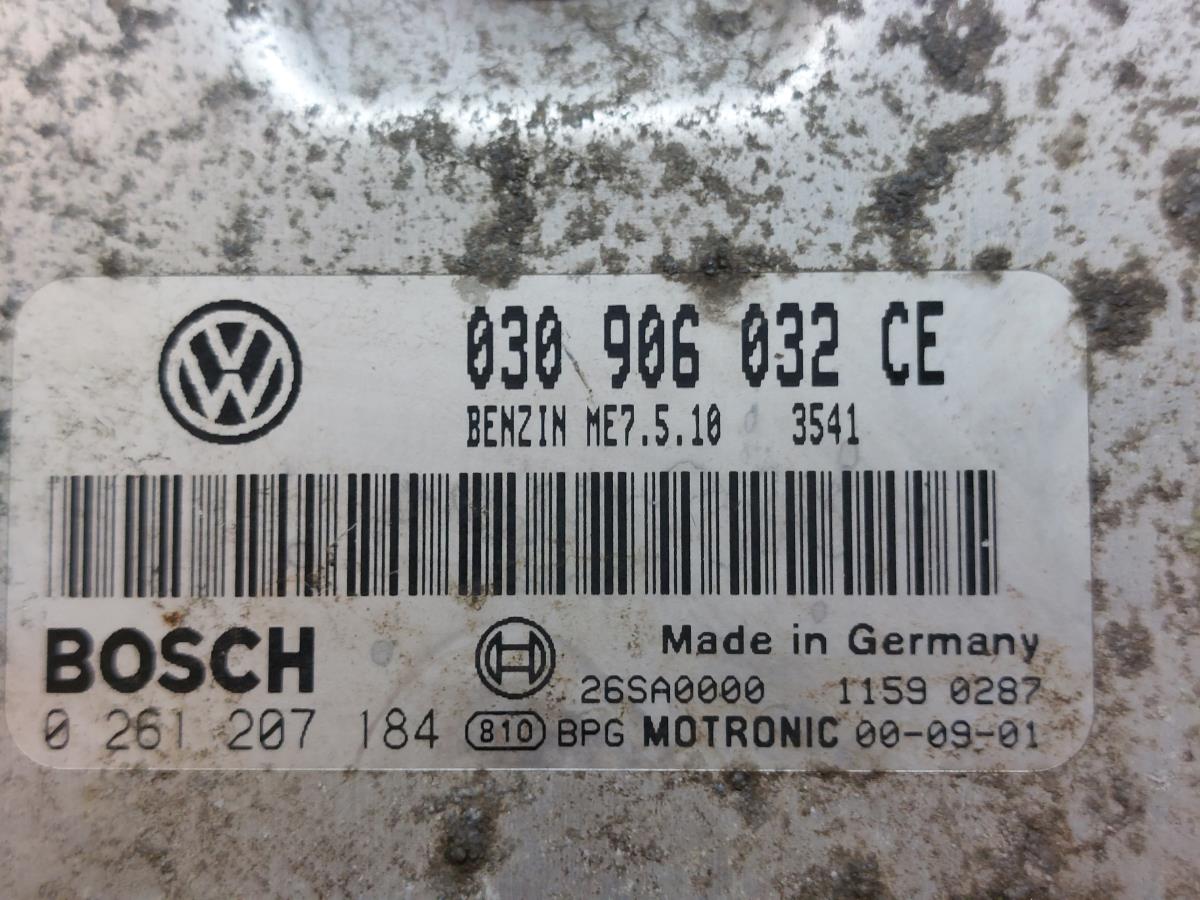 030 906 032 CE
BENZIN ME7.5.10 3541
BOSCH
Made in Germany
26SA0000 1159 0287
0 261 207 184 810 BPG MOTRONIC 00-09-01